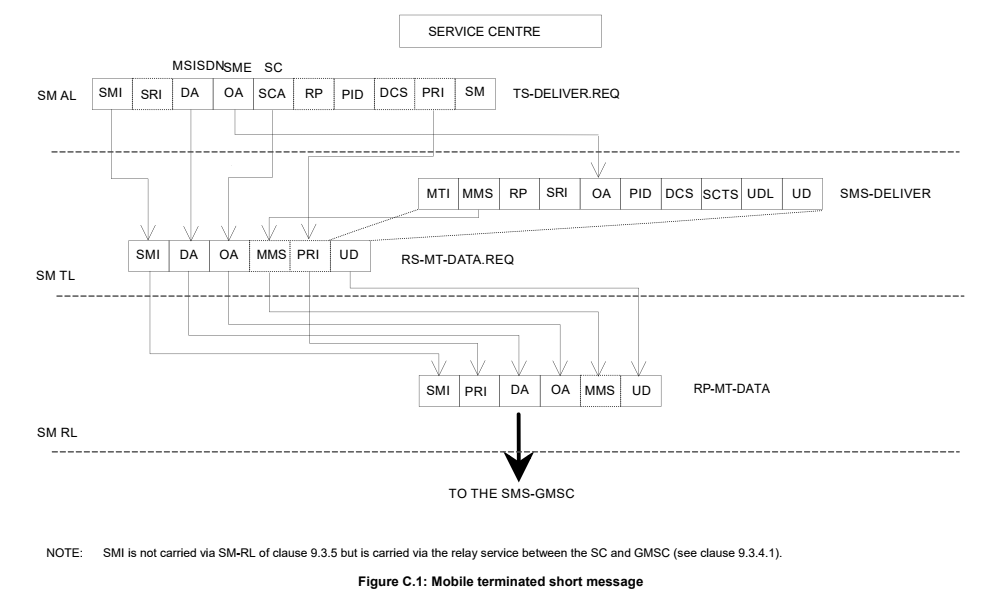 SERVICE CENTRE
MSISDN SME SC
SM AL SMI SRI DA OA SCA RP PID DCS PRI SM TS-DELIVER.REQ
MTI MMS RP SRI OA PID DCS SCTS UDL UD SMS-DELIVER
SMI DA OA MMS PRI UD RS-MT-DATA.REQ
SM TL
SMI PRI DA OA MMS UD RP-MT-DATA
SM RL
TO THE SMS-GMSC
NOTE: SMI is not carried via SM-RL of clause 9.3.5 but is carried via the relay service between the SC and GMSC (see clause 9.3.4.1).
Figure C.1: Mobile terminated short message